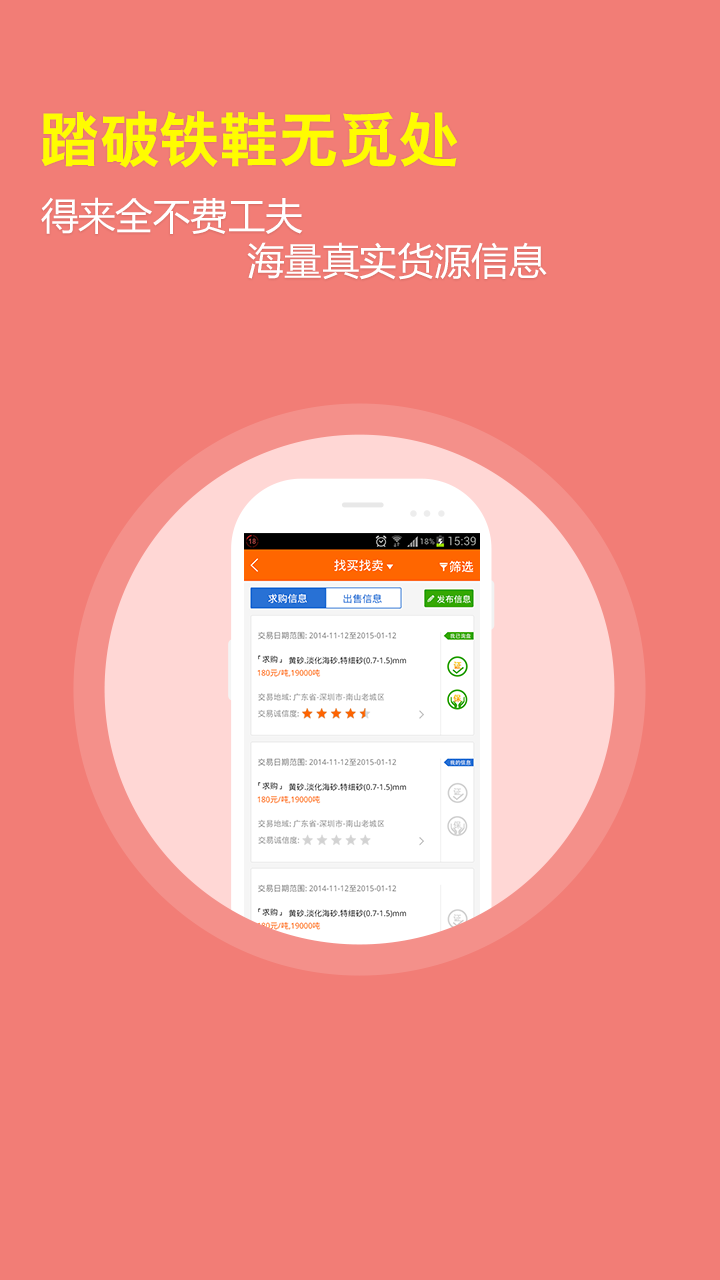 踏破铁鞋无觅处
得来全不费工夫
海量真实货源信息
18 18% 15:39
找买找卖 筛选
求购信息 出售信息 发布信息
交易日期范围: 2014-11-12至2015-01-12
「求购」 黄砂.淡化海砂.特细砂(0.7-1.5)mm
证
180元/吨,19000吨
交易地域: 广东省-深圳市-南山老城区
保
交易诚信度:
交易日期范围: 2014-11-12至2015-01-12
我的信息
「求购」 黄砂.淡化海砂.特细砂(0.7-1.5)mm
证
180元/吨,19000吨
交易地域: 广东省-深圳市-南山老城区
保
交易诚信度:
交易日期范围: 2014-11-12至2015-01-12
「求购」 黄砂.淡化海砂.特细砂(0.7-1.5)mm
证
180元/吨,19000吨